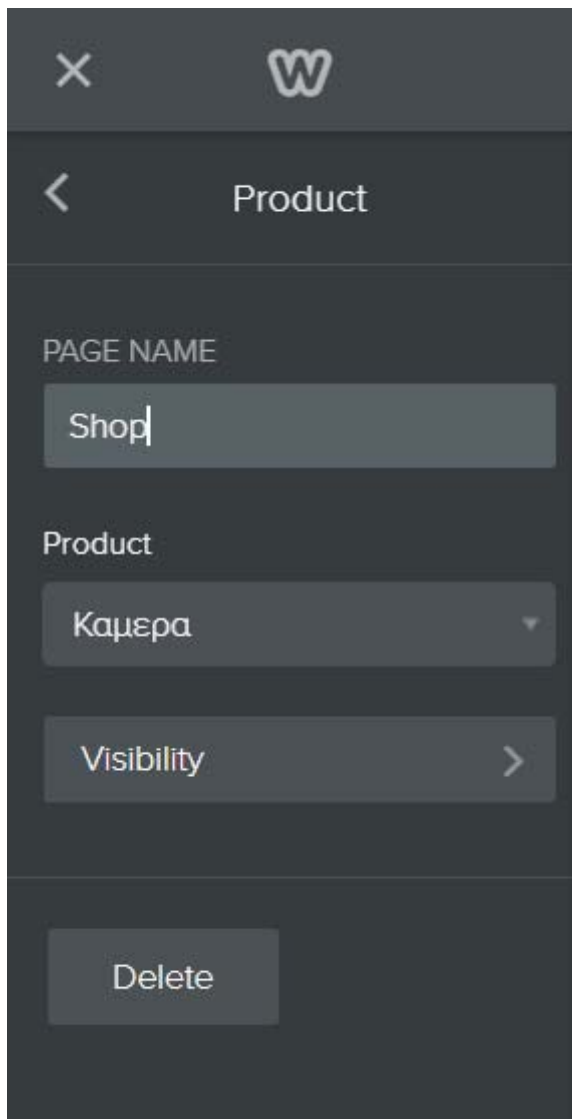 Product
PAGE NAME
Shop
Product
Καμερα
Visibility
Delete